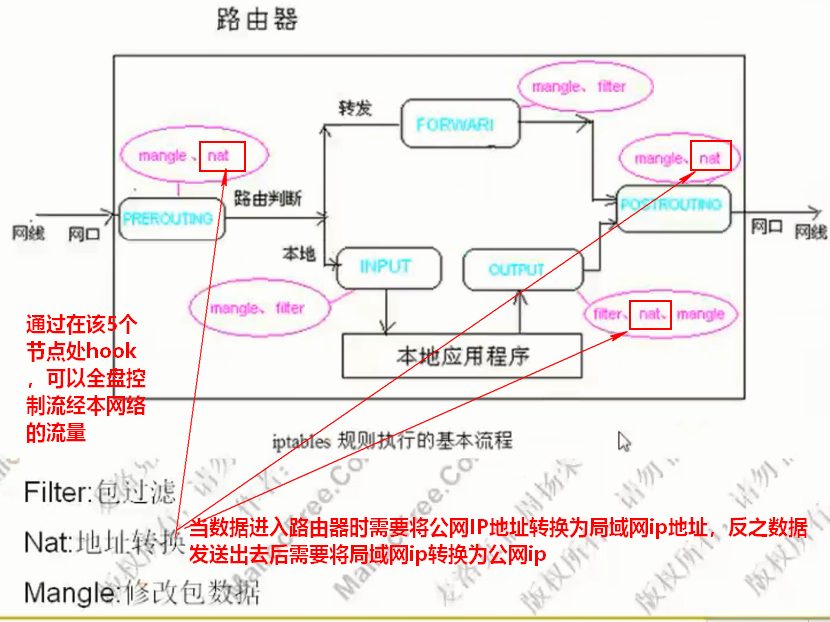 路由器
mangle、filter
转发
FORWARI
mangle、nat
mangle、nat
路由判断
PREROUTING
POSTROUTING
网线 网口
网口 网线
本地
INPUT
OUTPUT
mangle、filter
filter、nat、mangle
通过在该5个
节点处hook
，可以全盘控
制流经本网络
的流量
本地应用程序
iptables 规则执行的基本流程
Filter:包过滤
Nat:地址转换
当数据进入路由器时需要将公网IP地址转换为局域网ip地址，反之数据
发送出去后需要将局域网ip转换为公网ip
Mangle:修改包数据